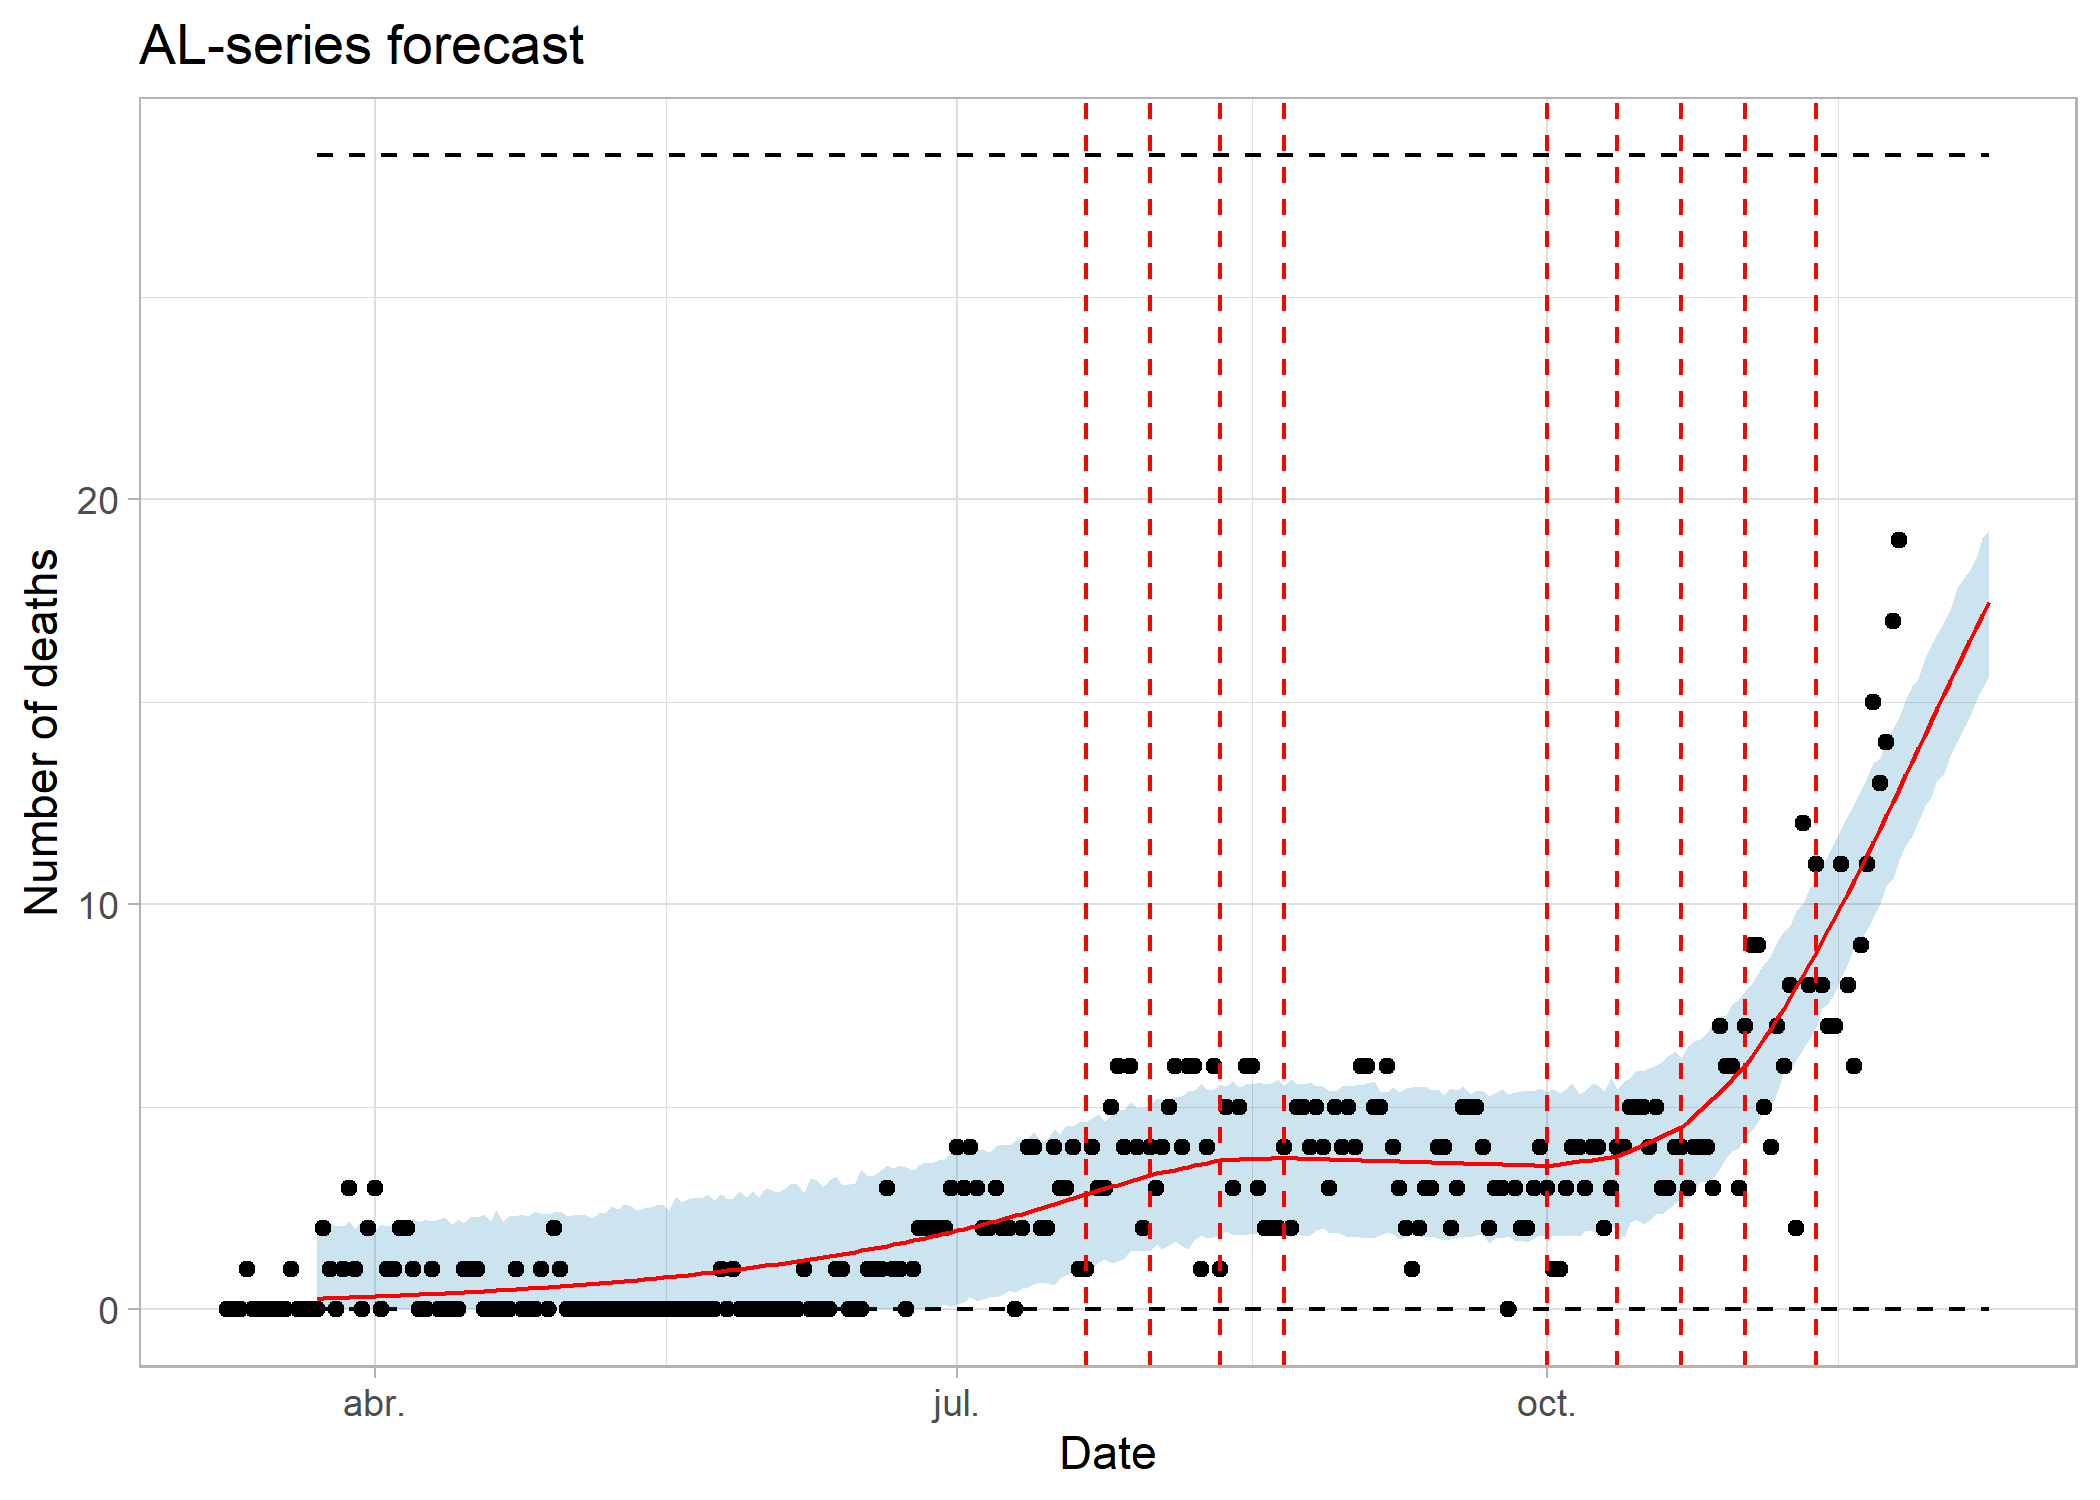 AL-series forecast
Number of deaths
20
10
0
abr.
jul.
oct.
Date